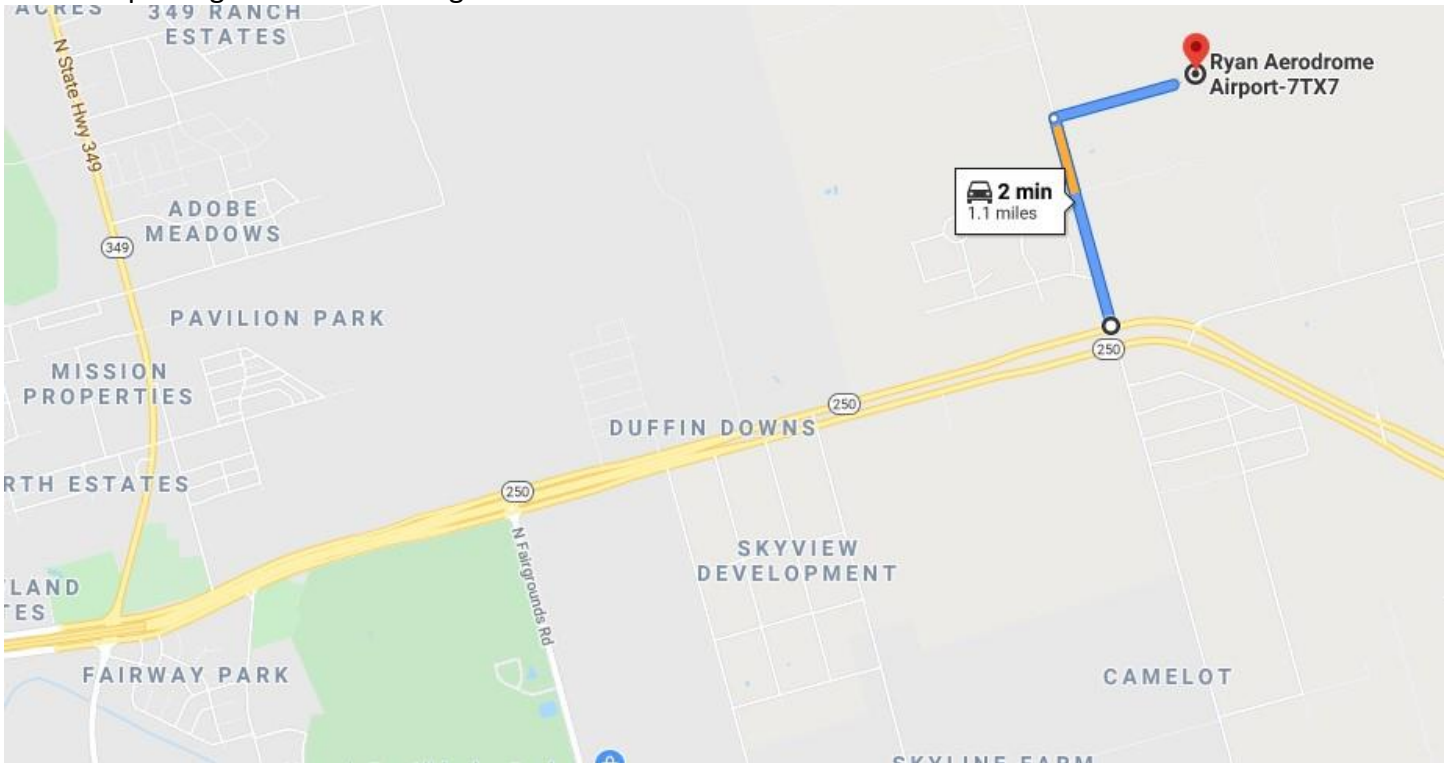 ACRES
349 RANCH
ESTATES
N State Hwy 349
ADOBE
MEADOWS
349
PAVILION PARK
MISSION
PROPERTIES
RTH ESTATES
Ryan Aerodrome
Airport-7TX7
2 min
1.1 miles
250
250
DUFFIN DOWNS
250
N Fairgrounds Rd
SKYVIEW
DEVELOPMENT
LAND
TES
FAIRWAY PARK
CAMELOT
SKYLINE FARM